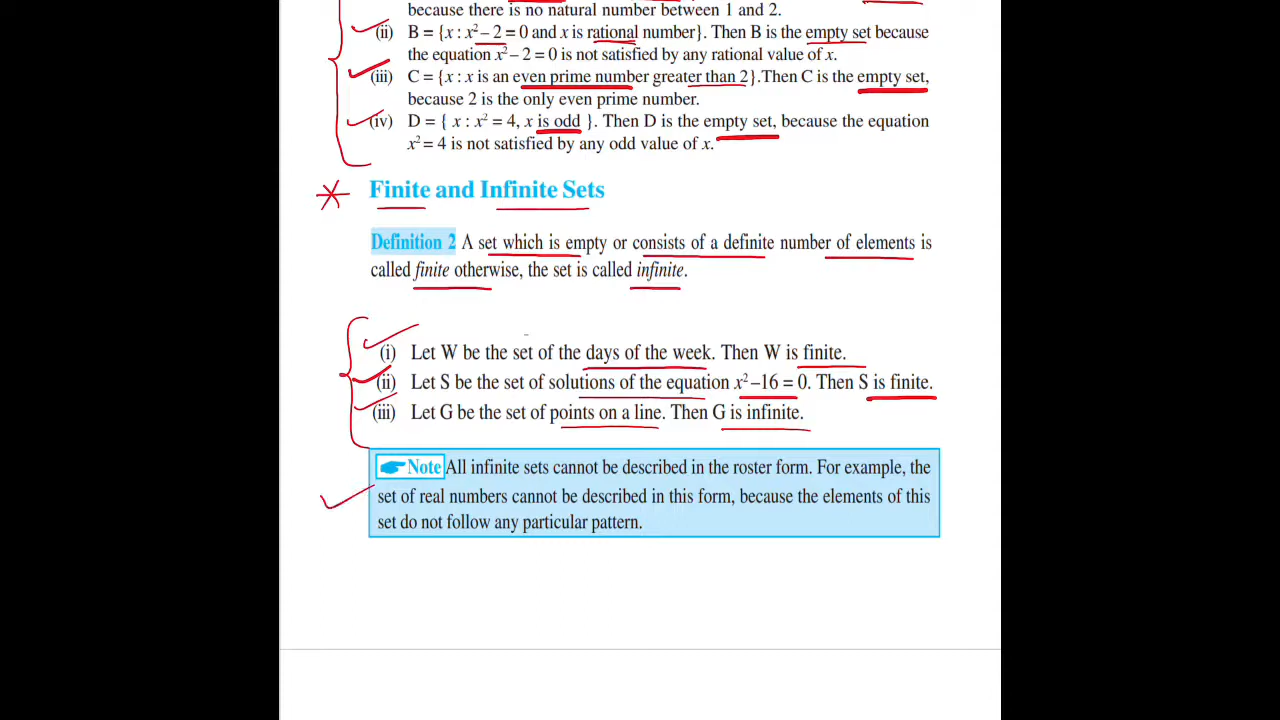 because there is no natural number between 1 and 2.
(ii) B = {x : x² – 2 = 0 and x is rational number}. Then B is the empty set because
the equation x² – 2 = 0 is not satisfied by any rational value of x.
(iii) C = {x : x is an even prime number greater than 2}.Then C is the empty set,
because 2 is the only even prime number.
(iv) D = { x : x² = 4, x is odd }. Then D is the empty set, because the equation
x² = 4 is not satisfied by any odd value of x.
Finite and Infinite Sets
Definition 2 A set which is empty or consists of a definite number of elements is
called finite otherwise, the set is called infinite.
(i) Let W be the set of the days of the week. Then W is finite.
(ii) Let S be the set of solutions of the equation x² –16 = 0. Then S is finite.
(iii) Let G be the set of points on a line. Then G is infinite.
Note All infinite sets cannot be described in the roster form. For example, the
set of real numbers cannot be described in this form, because the elements of this
set do not follow any particular pattern.